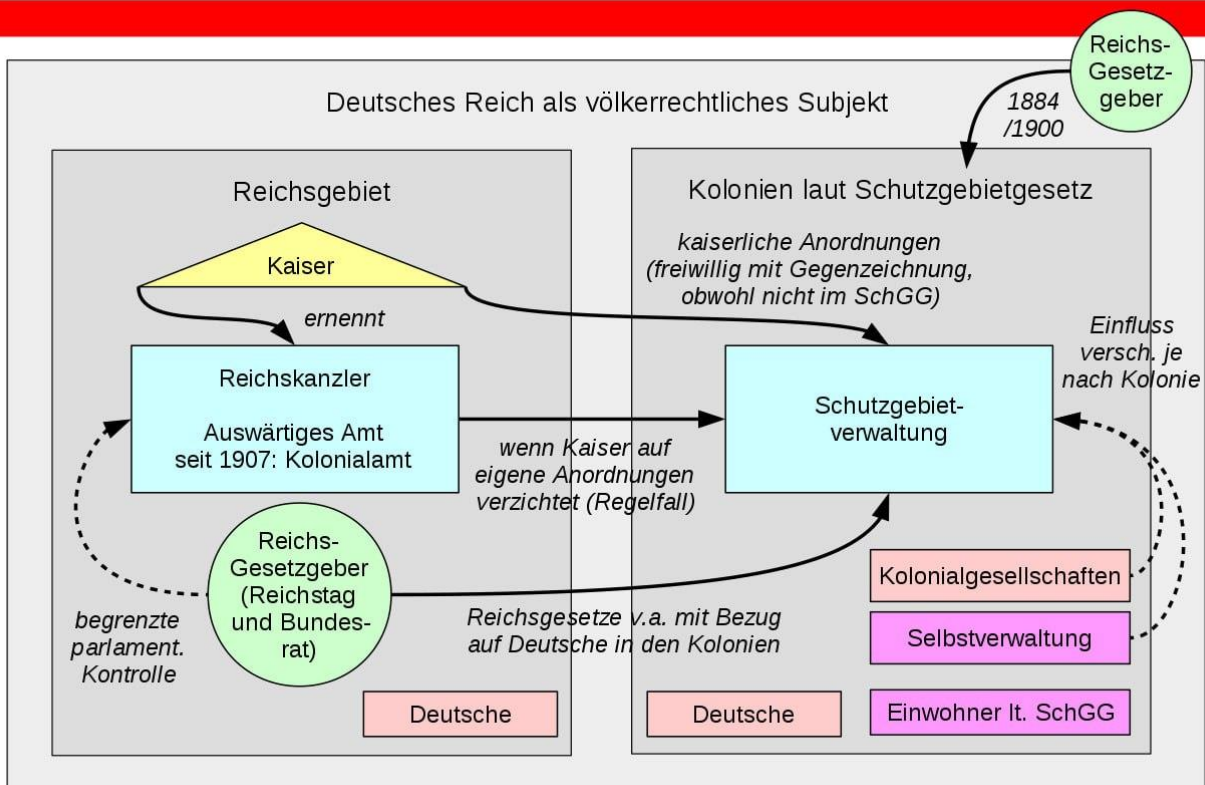 Reichs-
Gesetz-
geber
Deutsches Reich als völkerrechtliches Subjekt
1884
/1900
Reichsgebiet
Kolonien laut Schutzgebietgesetz
Kaiser
kaiserliche Anordnungen
(freiwillig mit Gegenzeichnung,
obwohl nicht im SchGG)
ernennt
Einfluss
versch. je
nach Kolonie
Reichskanzler
Auswärtiges Amt
seit 1907: Kolonialamt
Schutzgebiet-
verwaltung
wenn Kaiser auf
eigene Anordnungen
verzichtet (Regelfall)
Reichs-
Gesetzgeber
(Reichstag
und Bundes-
rat)
begrenzte
parlament.
Kontrolle
Reichsgesetze v.a. mit Bezug
auf Deutsche in den Kolonien
Kolonialgesellschaften
Selbstverwaltung
Deutsche
Deutsche
Einwohner lt. SchGG